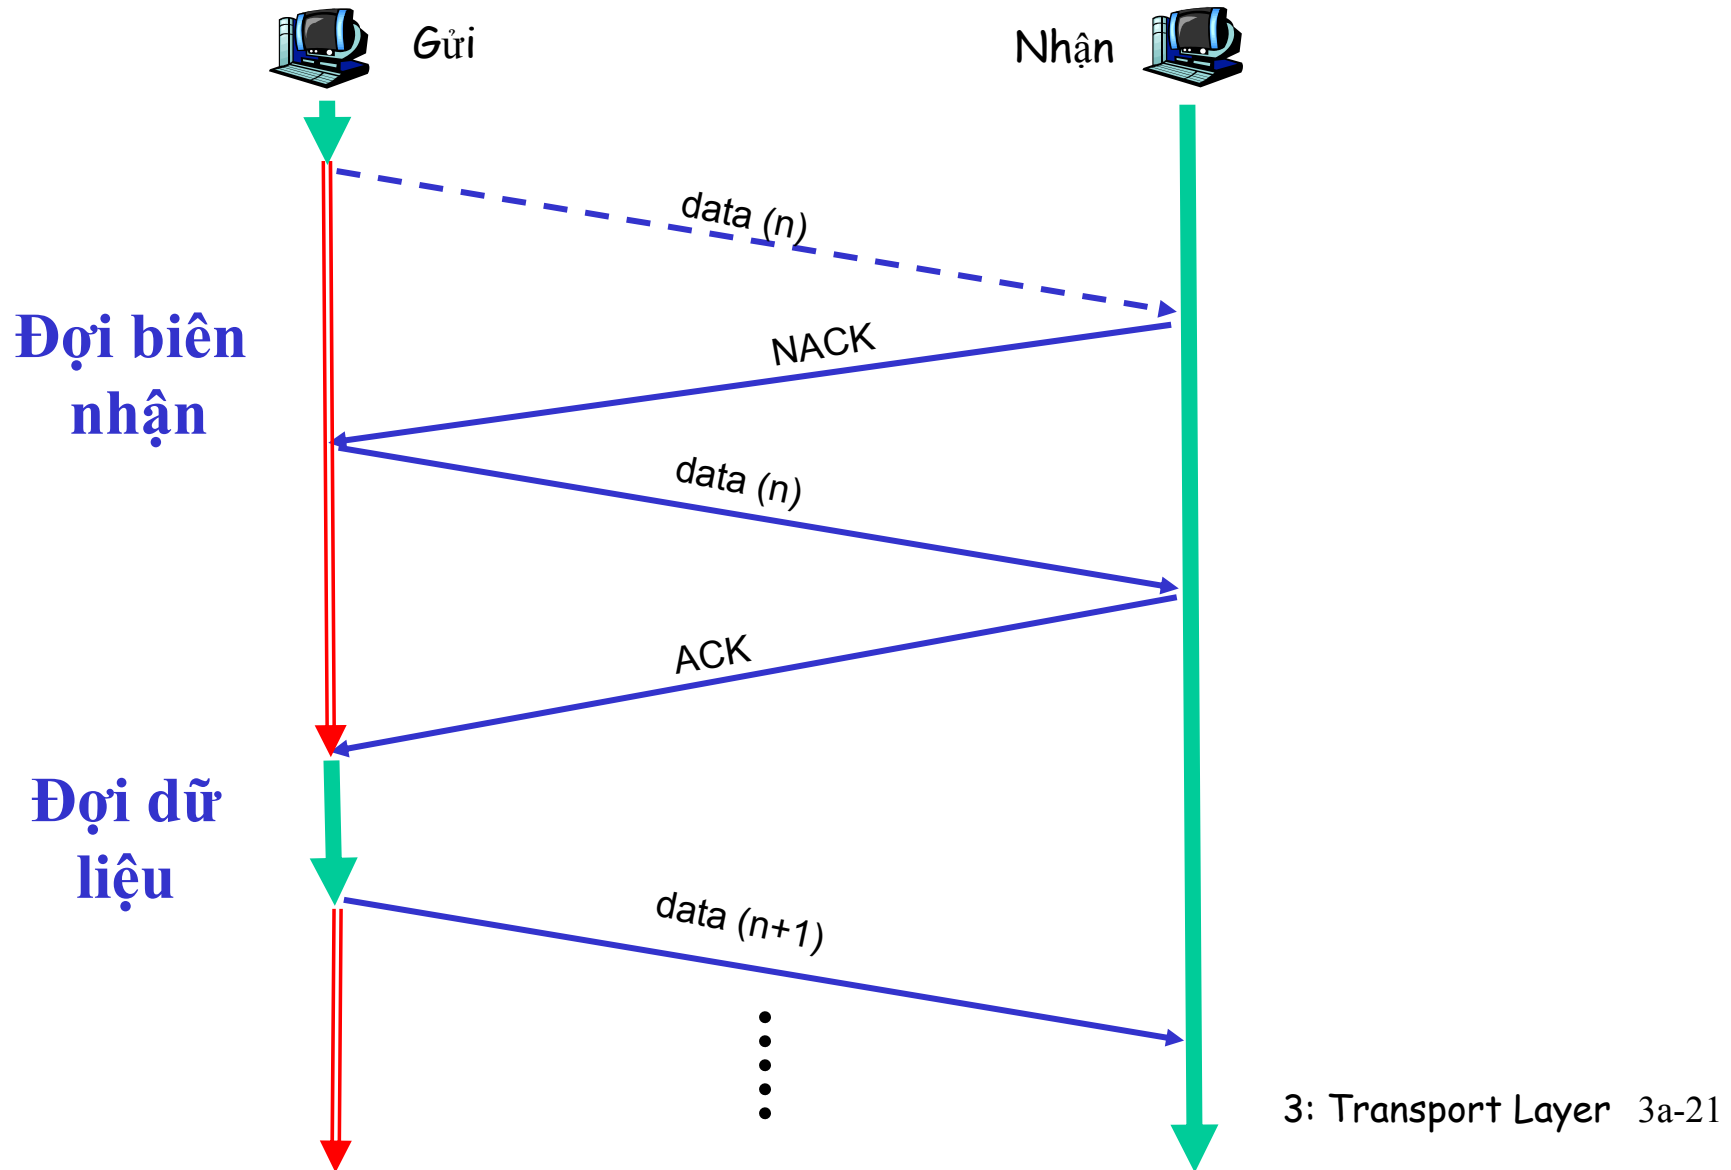 Gửi
Nhận
data (n)
NACK
Đợi biên
nhận
data (n)
ACK
Đợi dữ
liệu
data (n+1)
3: Transport Layer 3a-21